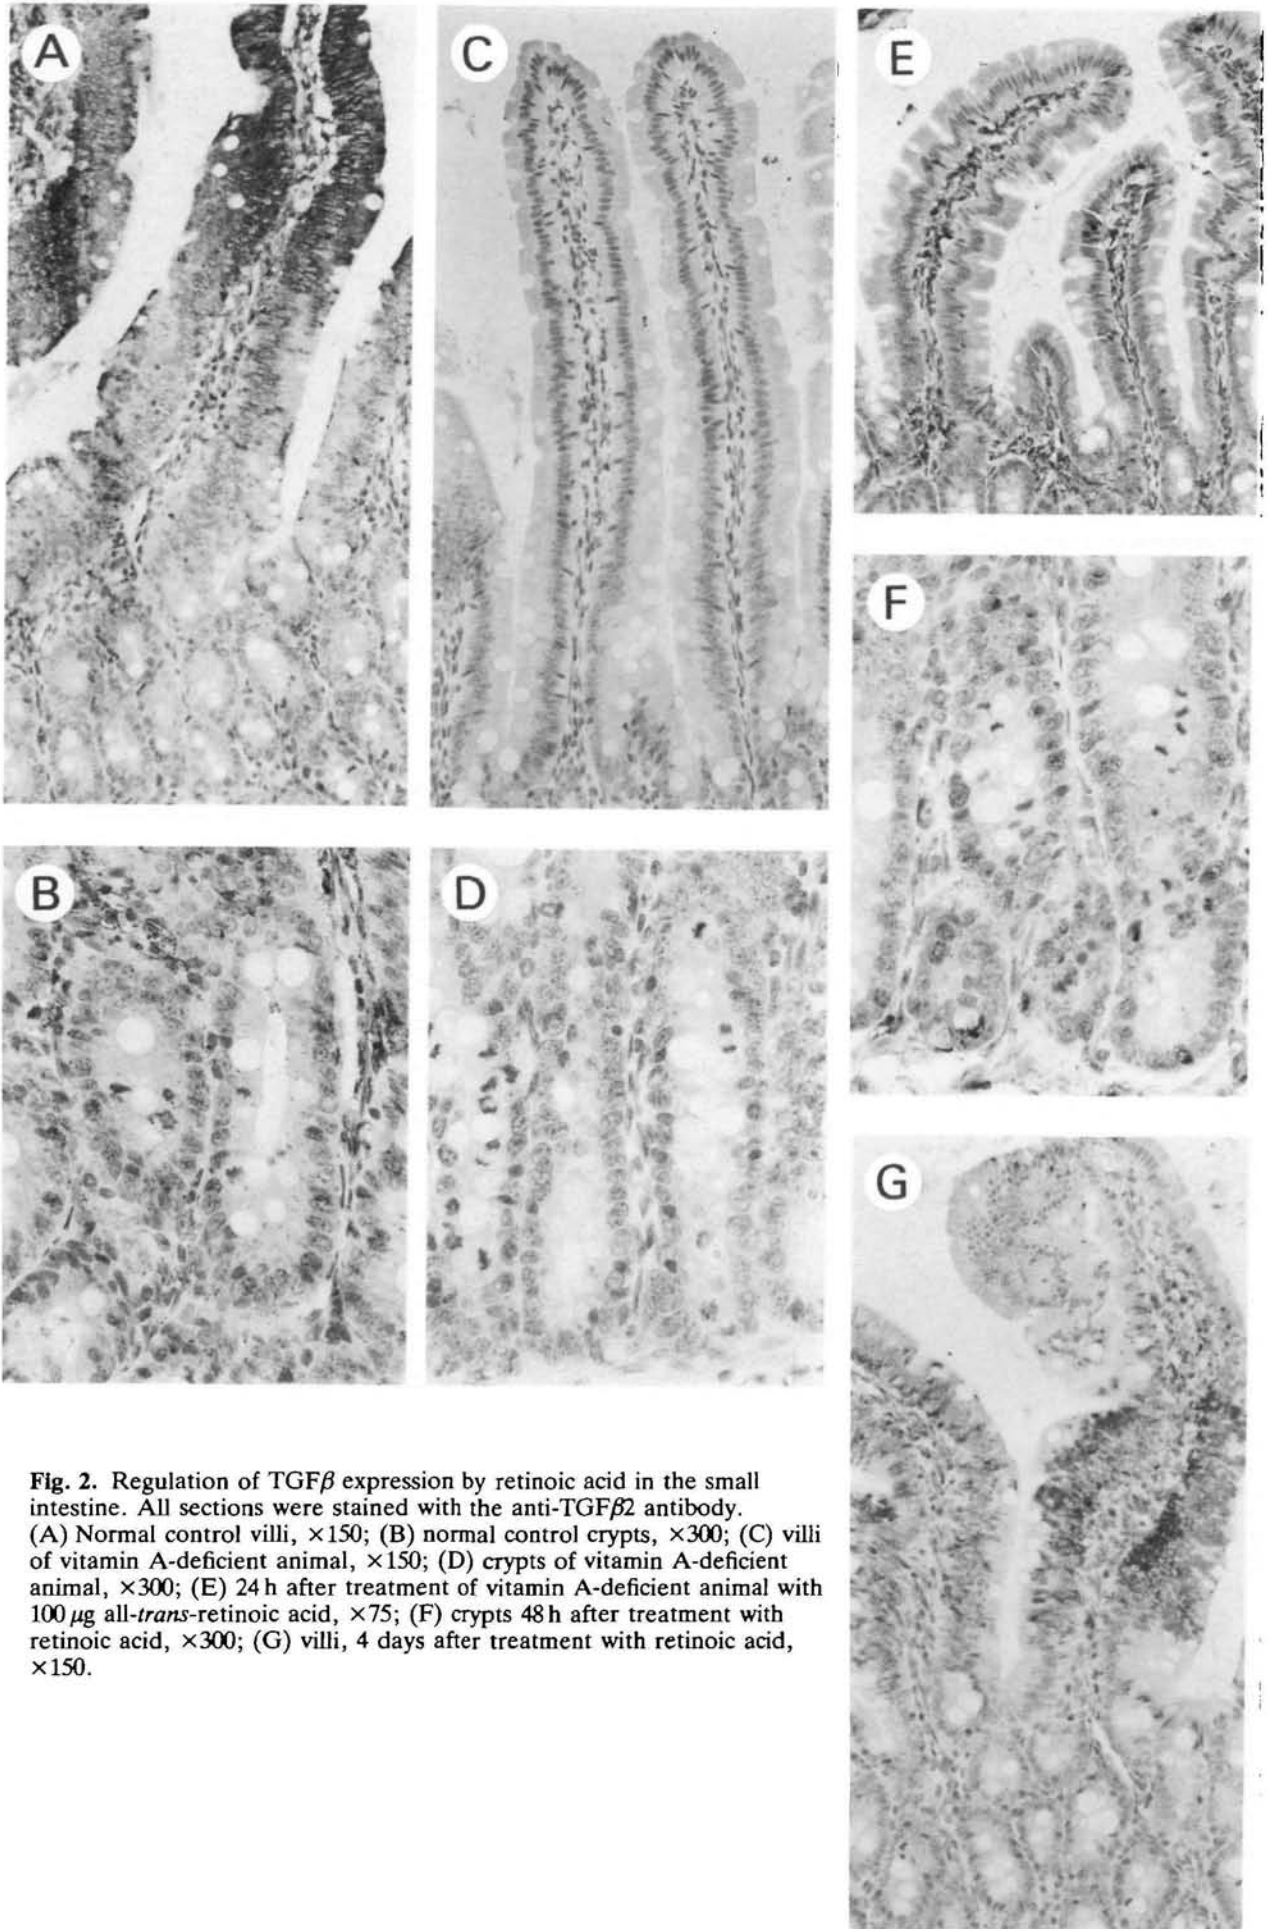 A
C
E
F
B
D
G
Fig. 2. Regulation of TGFβ expression by retinoic acid in the small
intestine. All sections were stained with the anti-TGFβ2 antibody.
(A) Normal control villi, ×150; (B) normal control crypts, ×300; (C) villi
of vitamin A-deficient animal, ×150; (D) crypts of vitamin A-deficient
animal, ×300; (E) 24 h after treatment of vitamin A-deficient animal with
100 μg all-trans-retinoic acid, ×75; (F) crypts 48 h after treatment with
retinoic acid, ×300; (G) villi, 4 days after treatment with retinoic acid,
×150.